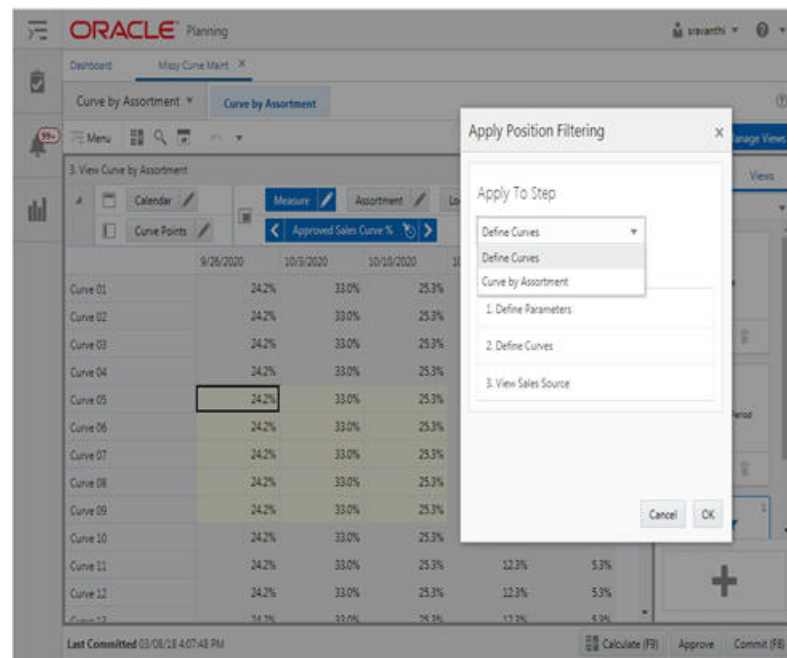 ORACLE Planning
sravanthi
Dashboard
Missy Curve Maint X
Curve by Assortment
Curve by Assortment
99+
Menu
Manage Views
3. View Curve by Assortment
Views
Calendar
Measure
Assortment
Lo
Curve Points
Approved Sales Curve %
9/26/2020 10/3/2020 10/10/2020
Curve 01 24.2% 33.0% 25.3%
Curve 02 24.2% 33.0% 25.3%
Curve 03 24.2% 33.0% 25.3%
Curve 04 24.2% 33.0% 25.3%
Curve 05 24.2% 33.0% 25.3%
Curve 06 24.2% 33.0% 25.3%
Curve 07 24.2% 33.0% 25.3%
Curve 08 24.2% 33.0% 25.3%
Curve 09 24.2% 33.0% 25.3%
Curve 10 24.2% 33.0% 25.3%
Curve 11 24.2% 33.0% 25.3% 12.3% 5.3%
Curve 12 24.2% 33.0% 25.3% 12.3% 5.3%
Apply Position Filtering
Apply To Step
Define Curves
Define Curves
Curve by Assortment
1. Define Parameters
2. Define Curves
3. View Sales Source
Cancel OK
Period
Last Committed 03/08/18 4:07:48 PM
Calculate (F9) Approve Commit (F8)